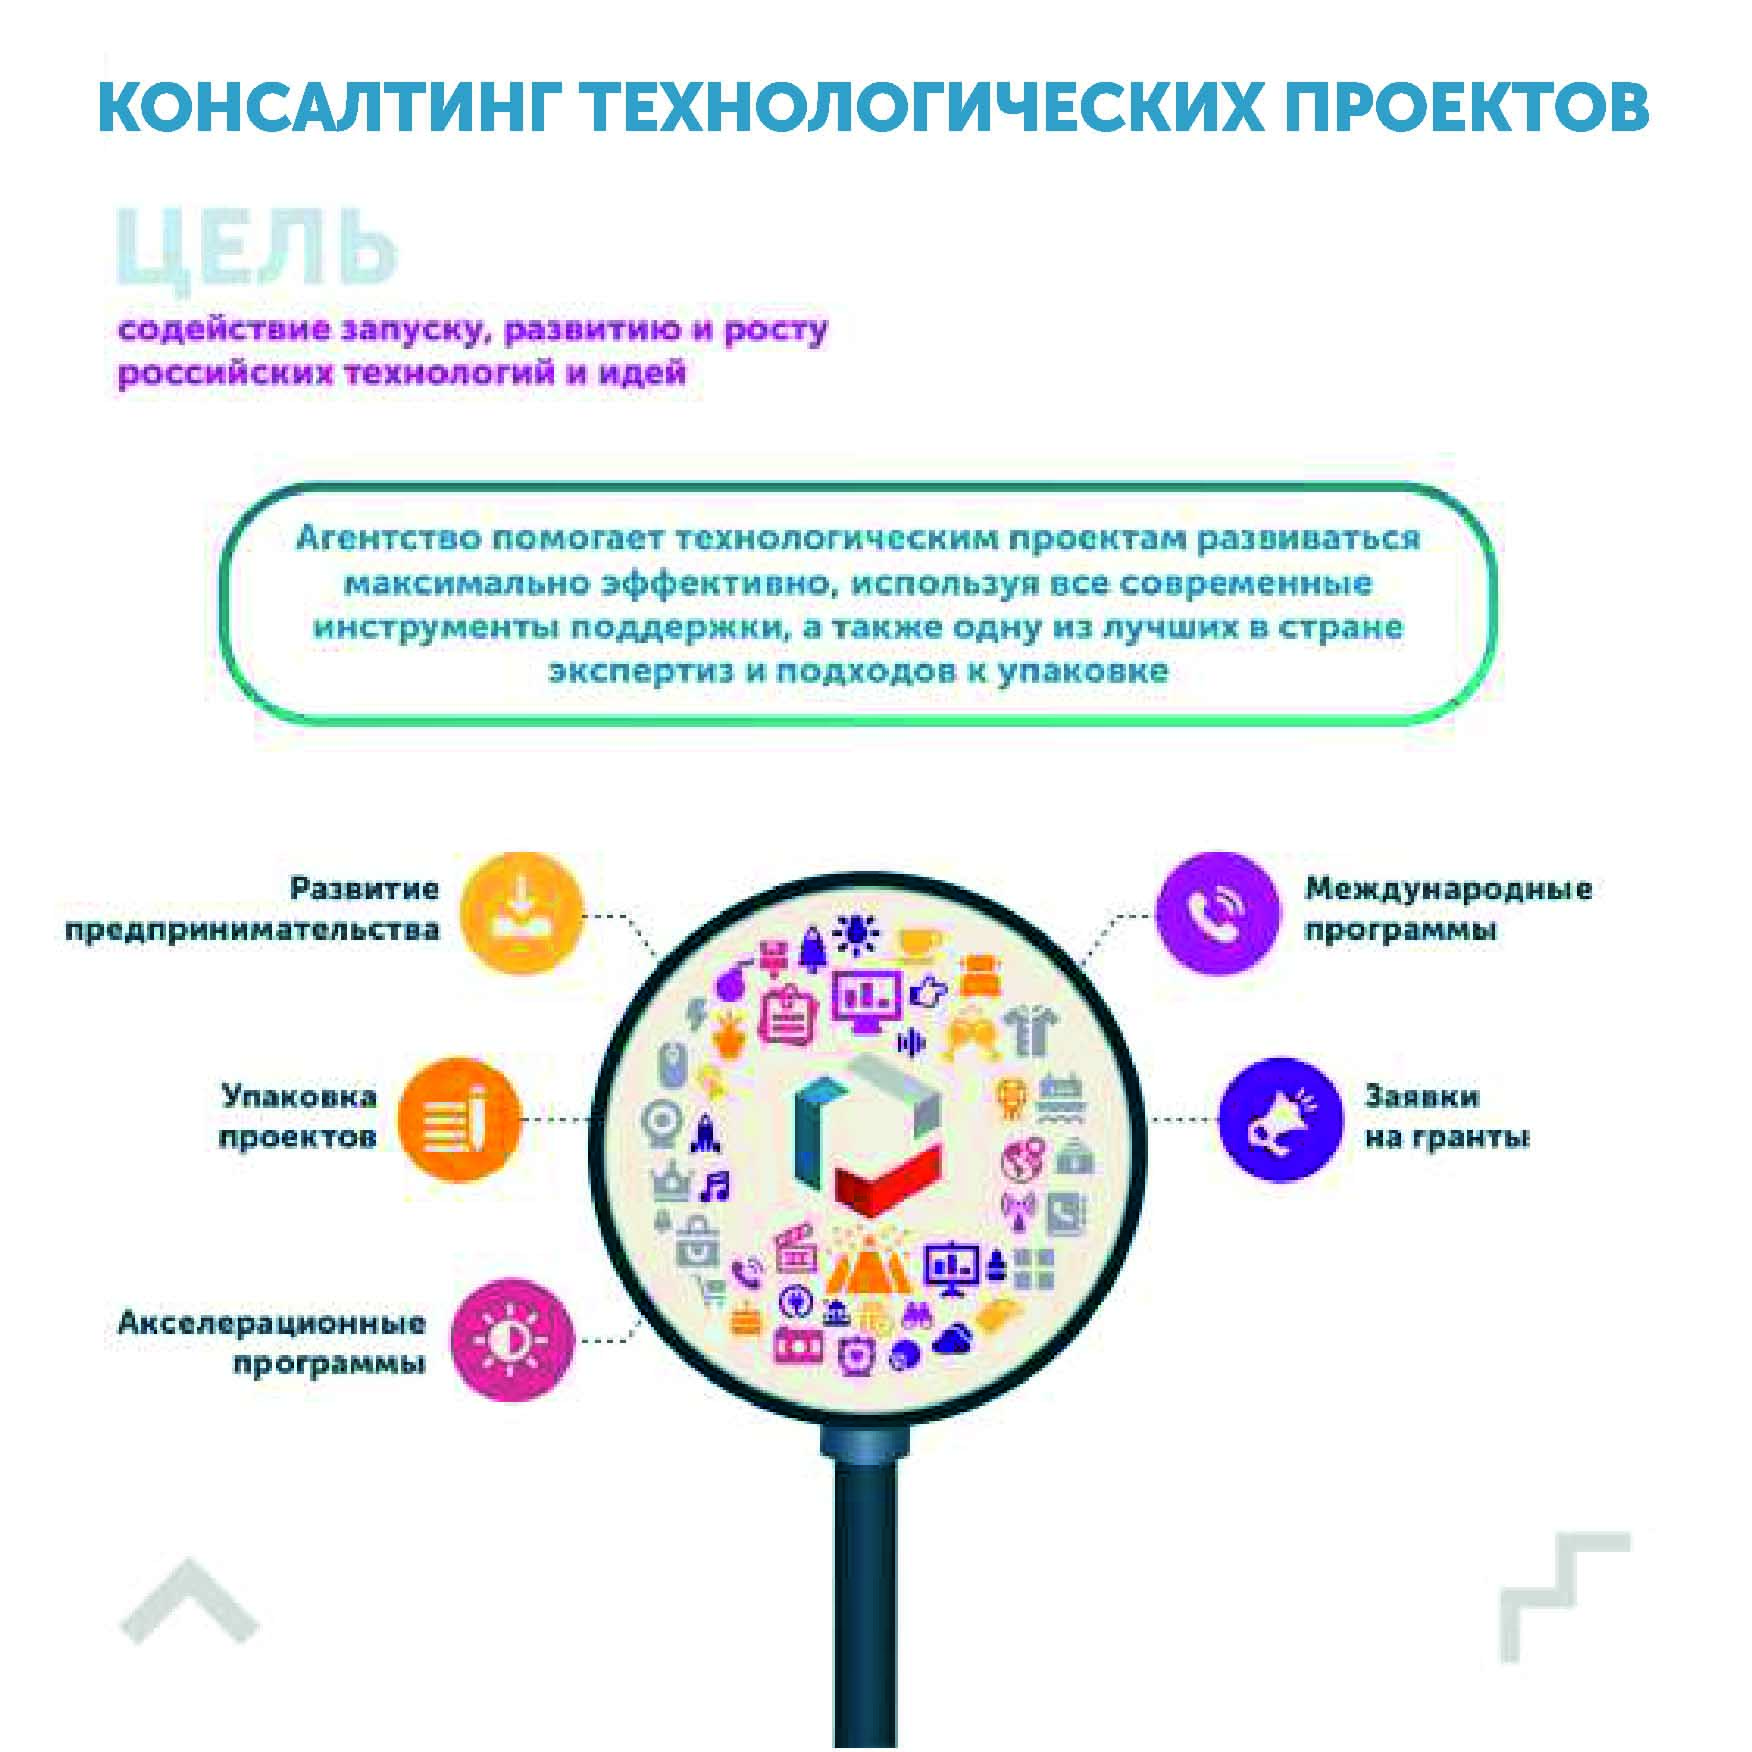 КОНСАЛТИНГ ТЕХНОЛОГИЧЕСКИХ ПРОЕКТОВ
ЦЕЛЬ
содействие запуску, развитию и росту
российских технологий и идей
Агентство помогает технологическим проектам развиваться
максимально эффективно, используя все современные
инструменты поддержки, а также одну из лучших в стране
экспертиз и подходов к упаковке
Развитие
предпринимательства
Упаковка
проектов
Акселерационные
программы
Международные
программы
Заявки
на гранты